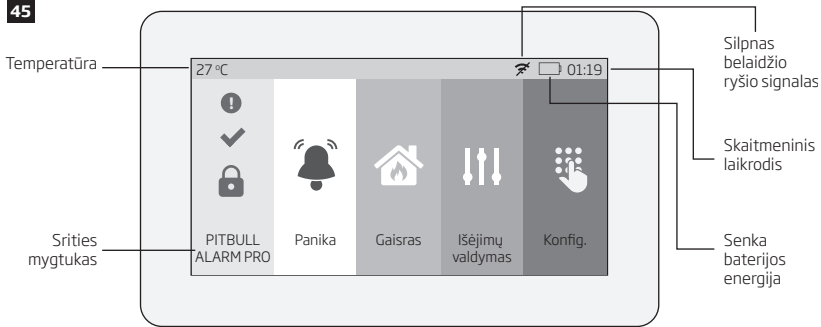 45
Temperatūra
27 ºC
01:19
Silpnas
belaidžio
ryšio signalas
Skaitmeninis
laikrodis
Srities
mygtukas
PITBULL
ALARM PRO
Panika
Gaisras
Išėjimų
valdymas
Konfig.
Senka
baterijos
energija